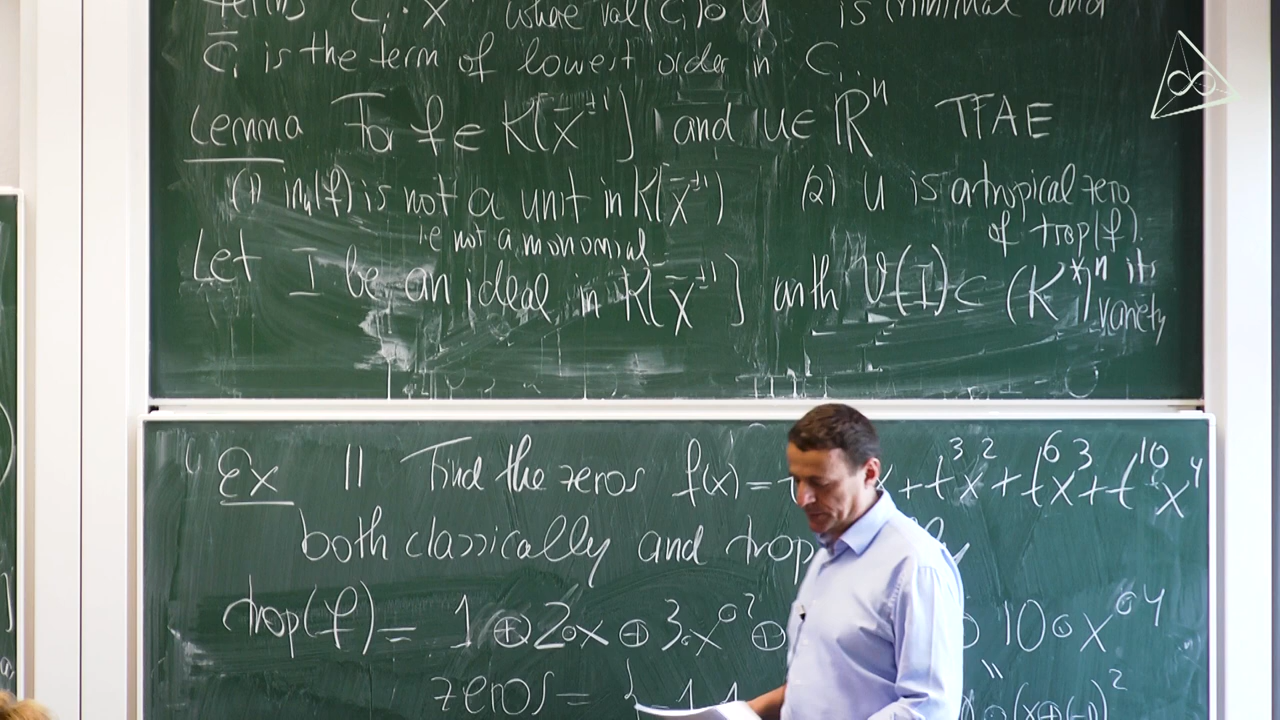 terms C_i · x where val(C_i) ⊙ u is minimal and
C̄_i is the term of lowest order in C_i.
Lemma For f ∈ K[x̄^{±1}] and u ∈ ℝ^n TFAE
(1) in_u(f) is not a unit in K[x̄^{±1}] (2) u is a tropical zero
i.e. not a monomial of trop(f).
Let I be an ideal in K[x̄^{±1}] with V(I) ⊂ (K^*)^n its
variety
Ex 11 Find the zeros f(x) = x + t^3x^2 + t^6x^3 + t^{10}x^4
both classically and trop
trop(f) = 1 ⊕ 2⊙x ⊕ 3⊙x^{⊙2} ⊕ 10⊙x^{⊙4}
zeros = { (x⊕(-1))^2